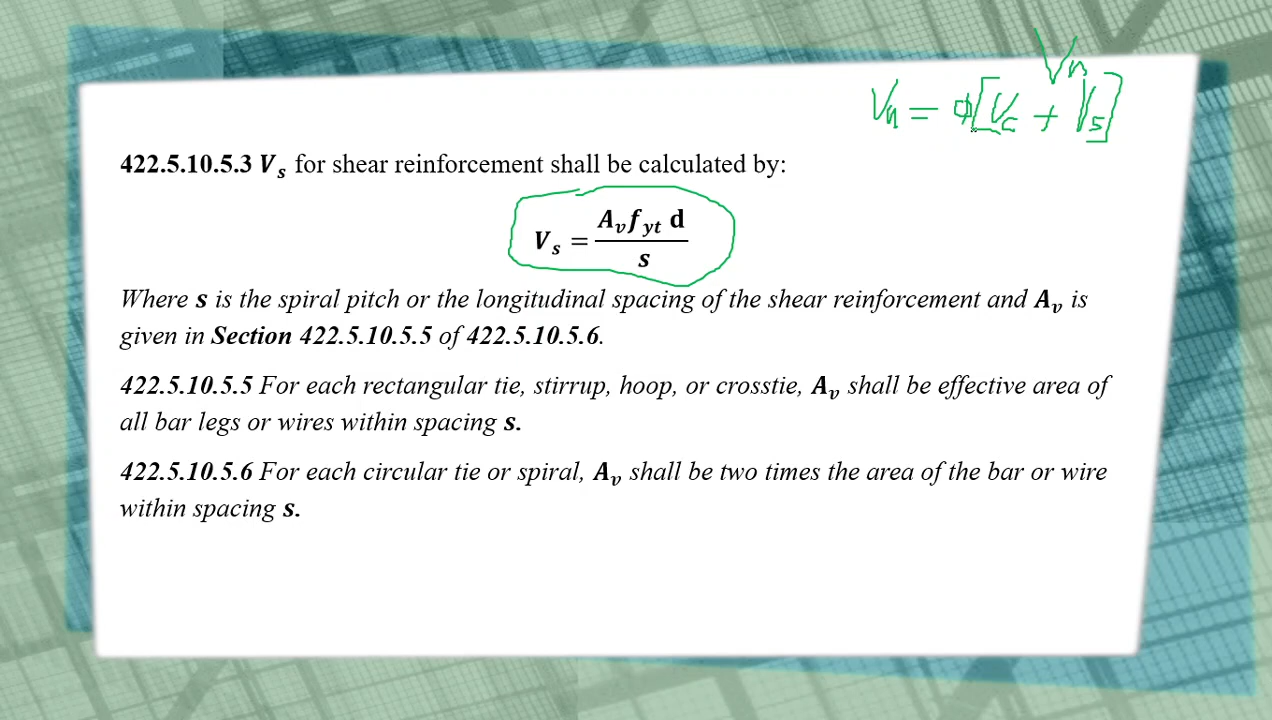 Vn
Vu = ϕ[Vc + Vs]
422.5.10.5.3 Vs for shear reinforcement shall be calculated by:
Vs = Av fyt d / s
Where s is the spiral pitch or the longitudinal spacing of the shear reinforcement and Av is
given in Section 422.5.10.5.5 of 422.5.10.5.6.
422.5.10.5.5 For each rectangular tie, stirrup, hoop, or crosstie, Av shall be effective area of
all bar legs or wires within spacing s.
422.5.10.5.6 For each circular tie or spiral, Av shall be two times the area of the bar or wire
within spacing s.